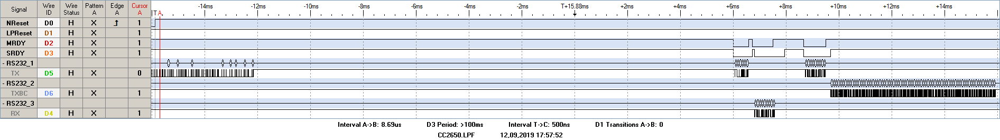 Signal Wire ID Wire Status Pattern A Edge A Cursor A
-14ms -12ms -10ms -8ms -6ms -4ms -2ms T+15.88ms +2ms +4ms +6ms +8ms +10ms +12ms +14ms
T A
NReset D0 H X 1
LPReset D1 H X 1
MRDY D2 H X 1
SRDY D3 H X 1
- RS232_1
TX D5 H X 0
- RS232_2
TXBC D6 H X 1
- RS232_3
RX D4 H X 1
Interval A->B: 8.69us D3 Period: >100ms Interval T->C: 500ns D1 Transitions A->B: 0
CC2650.LPF 12,09,2019 17:57:52